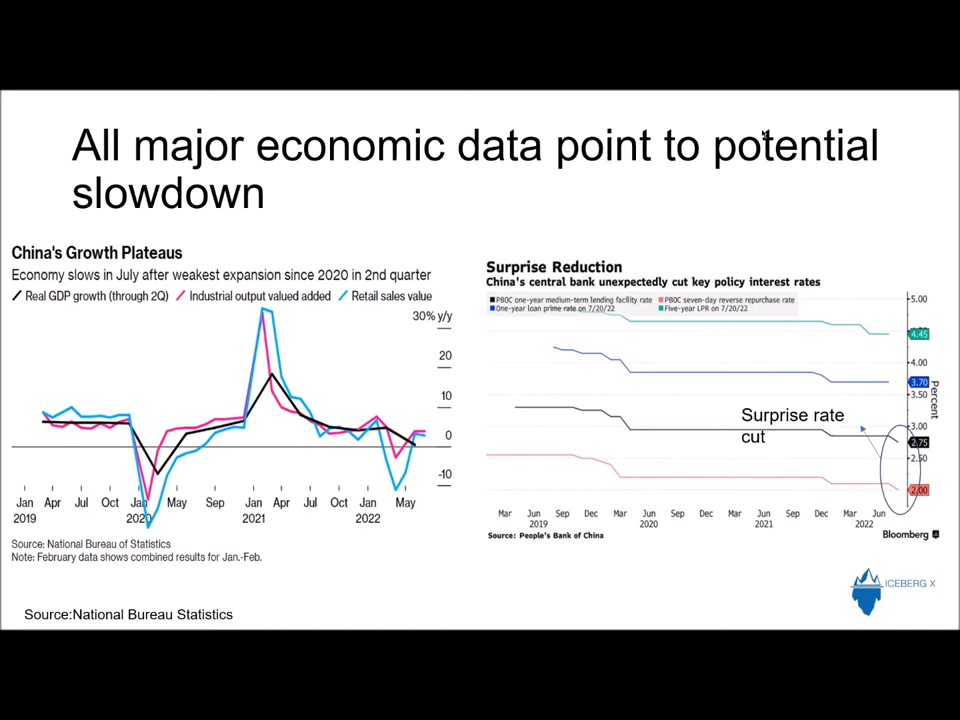 All major economic data point to potential
slowdown
China's Growth Plateaus
Economy slows in July after weakest expansion since 2020 in 2nd quarter
Real GDP growth (through 2Q) Industrial output valued added Retail sales value
30% y/y
20
10
0
-10
Jan Apr Jul Oct Jan May Sep Jan Apr Jul Oct Jan May
2019 2020 2021 2022
Source: National Bureau of Statistics
Note: February data shows combined results for Jan.-Feb.
Surprise Reduction
China's central bank unexpectedly cut key policy interest rates
PBOC one-year medium-term lending facility rate PBOC seven-day reverse repurchase rate
One-year loan prime rate on 7/20/22 Five-year LPR on 7/20/22
5.00
4.45
4.00
3.70
3.50
3.00
2.75
2.50
2.00
Percent
Surprise rate
cut
Mar Jun Sep Dec Mar Jun Sep Dec Mar Jun Sep Dec Mar Jun
2019 2020 2021 2022
Source: People's Bank of China
Bloomberg
ICEBERG X
Source:National Bureau Statistics